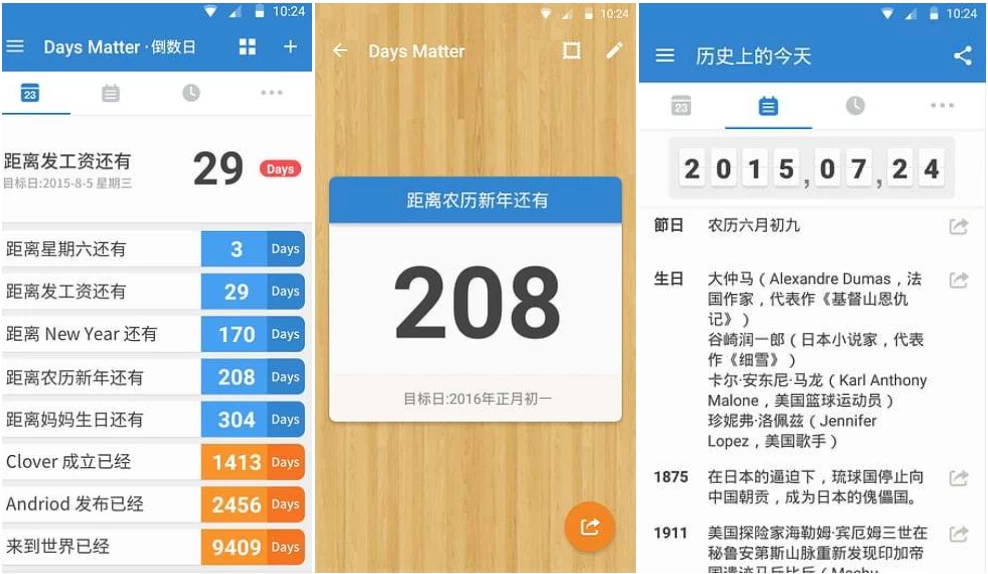 10:24
Days Matter · 倒数日
23
距离发工资还有 29 Days
目标日:2015-8-5 星期三
距离星期六还有 3 Days
距离发工资还有 29 Days
距离 New Year 还有 170 Days
距离农历新年还有 208 Days
距离妈妈生日还有 304 Days
Clover 成立已经 1413 Days
Andriod 发布已经 2456 Days
来到世界已经 9409 Days
10:24
Days Matter
距离农历新年还有
208
目标日:2016年正月初一
10:24
历史上的今天
23
2015,07,24
節日 农历六月初九
生日 大仲马（Alexandre Dumas，法
国作家，代表作《基督山恩仇
记》）
谷崎润一郎（日本小说家，代表
作《细雪》）
卡尔·安东尼·马龙（Karl Anthony
Malone，美国篮球运动员）
珍妮弗·洛佩兹（Jennifer
Lopez，美国歌手）
1875 在日本的逼迫下，琉球国停止向
中国朝贡，成为日本的傀儡国。
1911 美国探险家海勒姆·宾厄姆三世在
秘鲁安第斯山脉重新发现印加帝